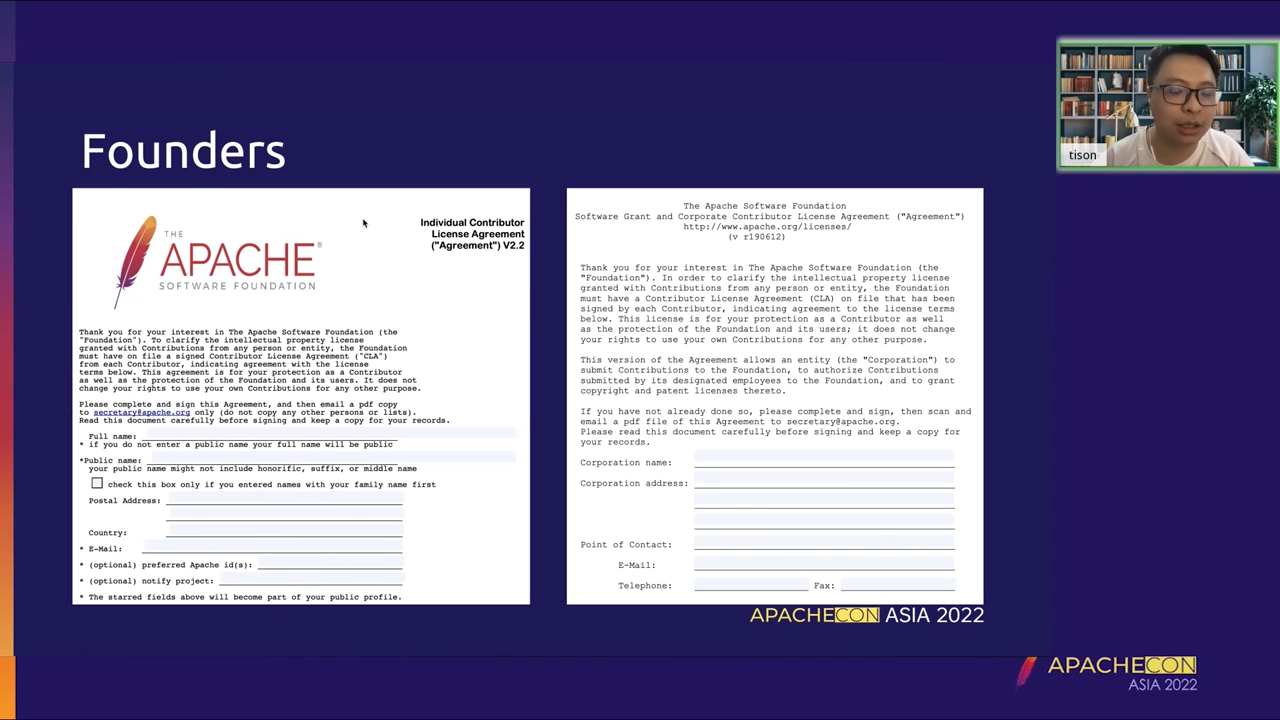 Founders
THE
APACHE®
SOFTWARE FOUNDATION
Individual Contributor
License Agreement
("Agreement") V2.2
Thank you for your interest in The Apache Software Foundation (the
"Foundation"). To clarify the intellectual property license
granted with Contributions from any person or entity, the Foundation
must have on file a signed Contributor License Agreement ("CLA")
from each Contributor, indicating agreement with the license
terms below. This agreement is for your protection as a Contributor
as well as the protection of the Foundation and its users. It does not
change your rights to use your own Contributions for any other purpose.
Please complete and sign this Agreement, and then email a pdf copy
to secretary@apache.org only (do not copy any other persons or lists).
Read this document carefully before signing and keep a copy for your records.
Full name:
* if you do not enter a public name your full name will be public
*Public name:
your public name might not include honorific, suffix, or middle name
check this box only if you entered names with your family name first
Postal Address:
Country:
* E-Mail:
* (optional) preferred Apache id(s):
* (optional) notify project:
* The starred fields above will become part of your public profile.
The Apache Software Foundation
Software Grant and Corporate Contributor License Agreement ("Agreement")
http://www.apache.org/licenses/
(v r190612)
Thank you for your interest in The Apache Software Foundation (the
"Foundation"). In order to clarify the intellectual property license
granted with Contributions from any person or entity, the Foundation
must have a Contributor License Agreement (CLA) on file that has been
signed by each Contributor, indicating agreement to the license terms
below. This license is for your protection as a Contributor as well
as the protection of the Foundation and its users; it does not change
your rights to use your own Contributions for any other purpose.
This version of the Agreement allows an entity (the "Corporation") to
submit Contributions to the Foundation, to authorize Contributions
submitted by its designated employees to the Foundation, and to grant
copyright and patent licenses thereto.
If you have not already done so, please complete and sign, then scan and
email a pdf file of this Agreement to secretary@apache.org.
Please read this document carefully before signing and keep a copy for
your records.
Corporation name:
Corporation address:
Point of Contact:
E-Mail:
Telephone: Fax:
APACHECON ASIA 2022
tison
APACHECON
ASIA 2022